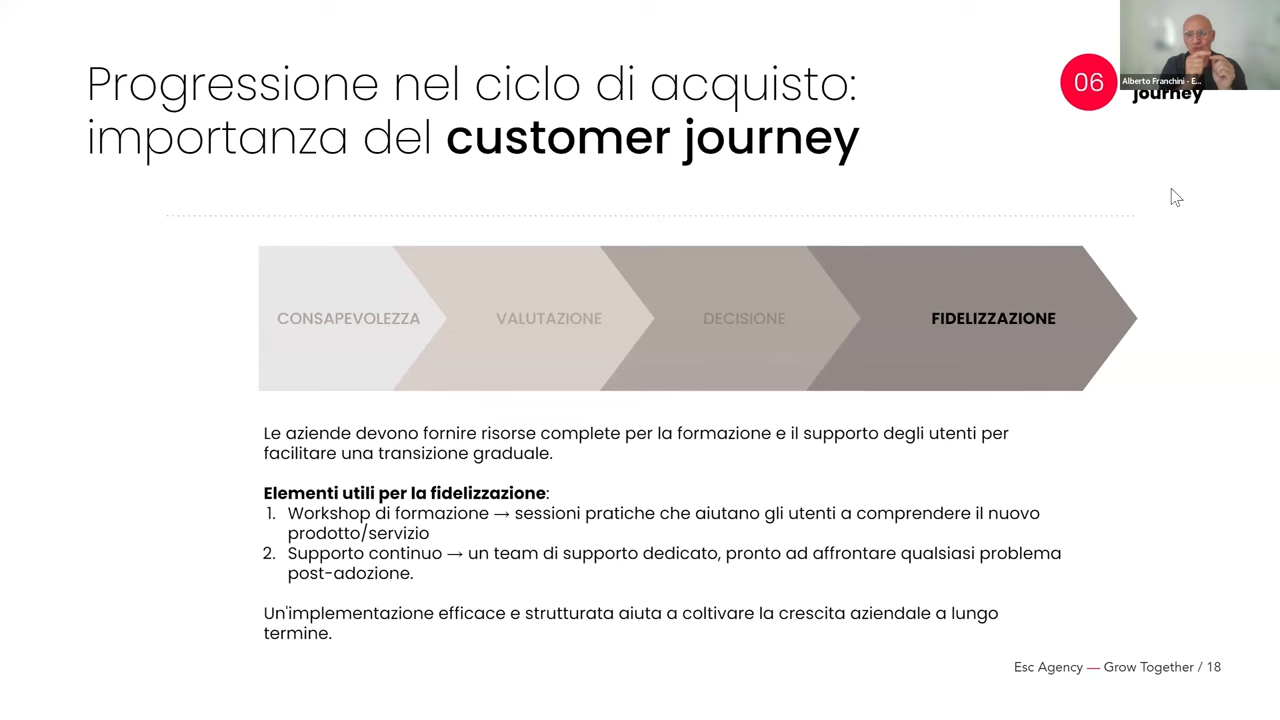 Progressione nel ciclo di acquisto:
importanza del customer journey
06
Alberto Franchini - E...
journey
CONSAPEVOLEZZA
VALUTAZIONE
DECISIONE
FIDELIZZAZIONE
Le aziende devono fornire risorse complete per la formazione e il supporto degli utenti per
facilitare una transizione graduale.
Elementi utili per la fidelizzazione:
1. Workshop di formazione → sessioni pratiche che aiutano gli utenti a comprendere il nuovo
prodotto/servizio
2. Supporto continuo → un team di supporto dedicato, pronto ad affrontare qualsiasi problema
post-adozione.
Un'implementazione efficace e strutturata aiuta a coltivare la crescita aziendale a lungo
termine.
Esc Agency — Grow Together / 18